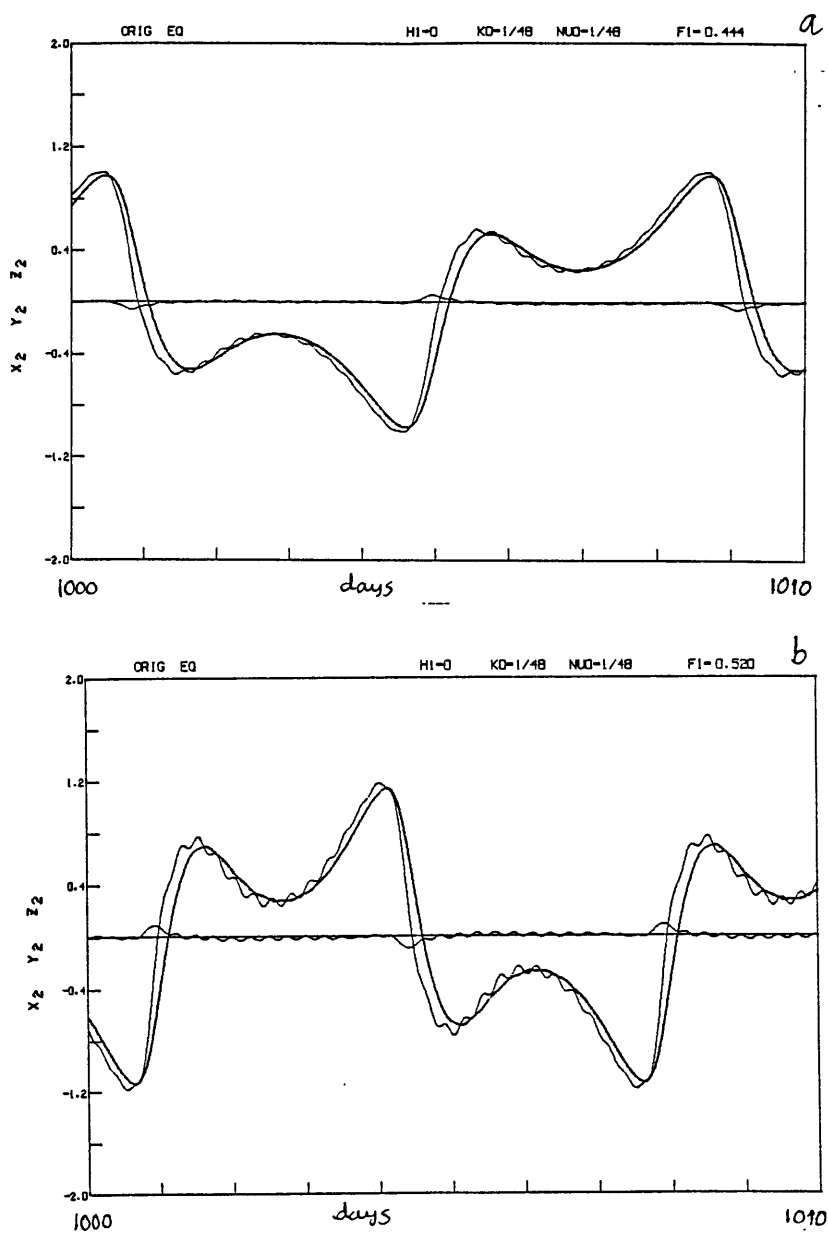 a
ORIG EQ H1=0 K0=1/48 NU0=1/48 F1= 0.444
2.0
1.2
0.4
-0.4
-1.2
-2.0
X2 Y2 Z2
1000 days 1010
b
ORIG EQ H1=0 K0=1/48 NU0=1/48 F1= 0.520
2.0
1.2
0.4
-0.4
-1.2
-2.0
X2 Y2 Z2
1000 days 1010